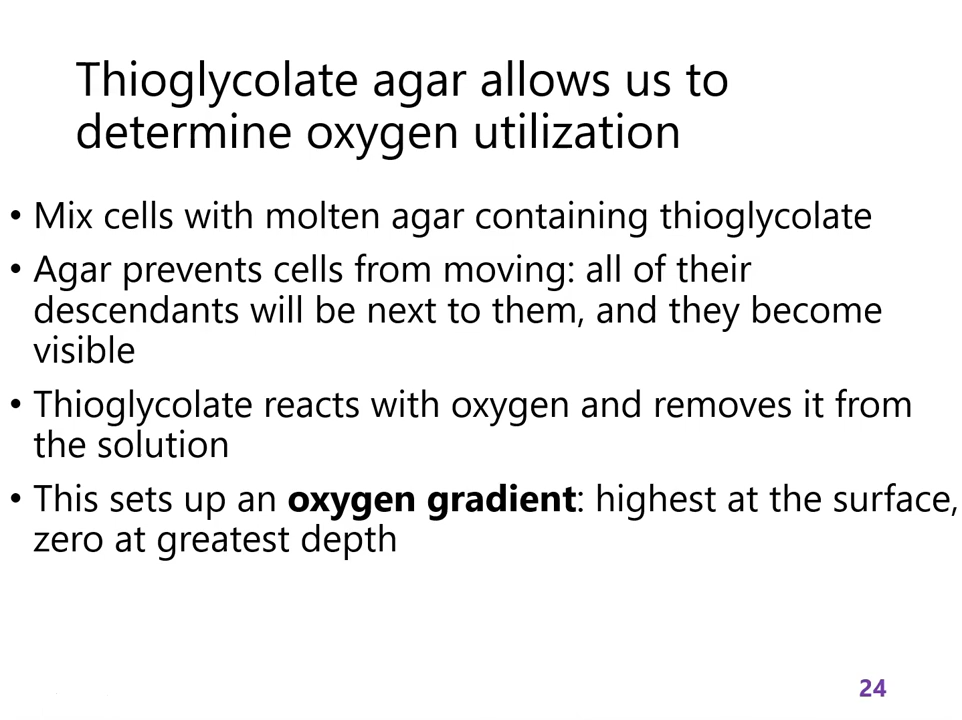 Thioglycolate agar allows us to
determine oxygen utilization
• Mix cells with molten agar containing thioglycolate
• Agar prevents cells from moving: all of their
descendants will be next to them, and they become
visible
• Thioglycolate reacts with oxygen and removes it from
the solution
• This sets up an oxygen gradient: highest at the surface,
zero at greatest depth
24